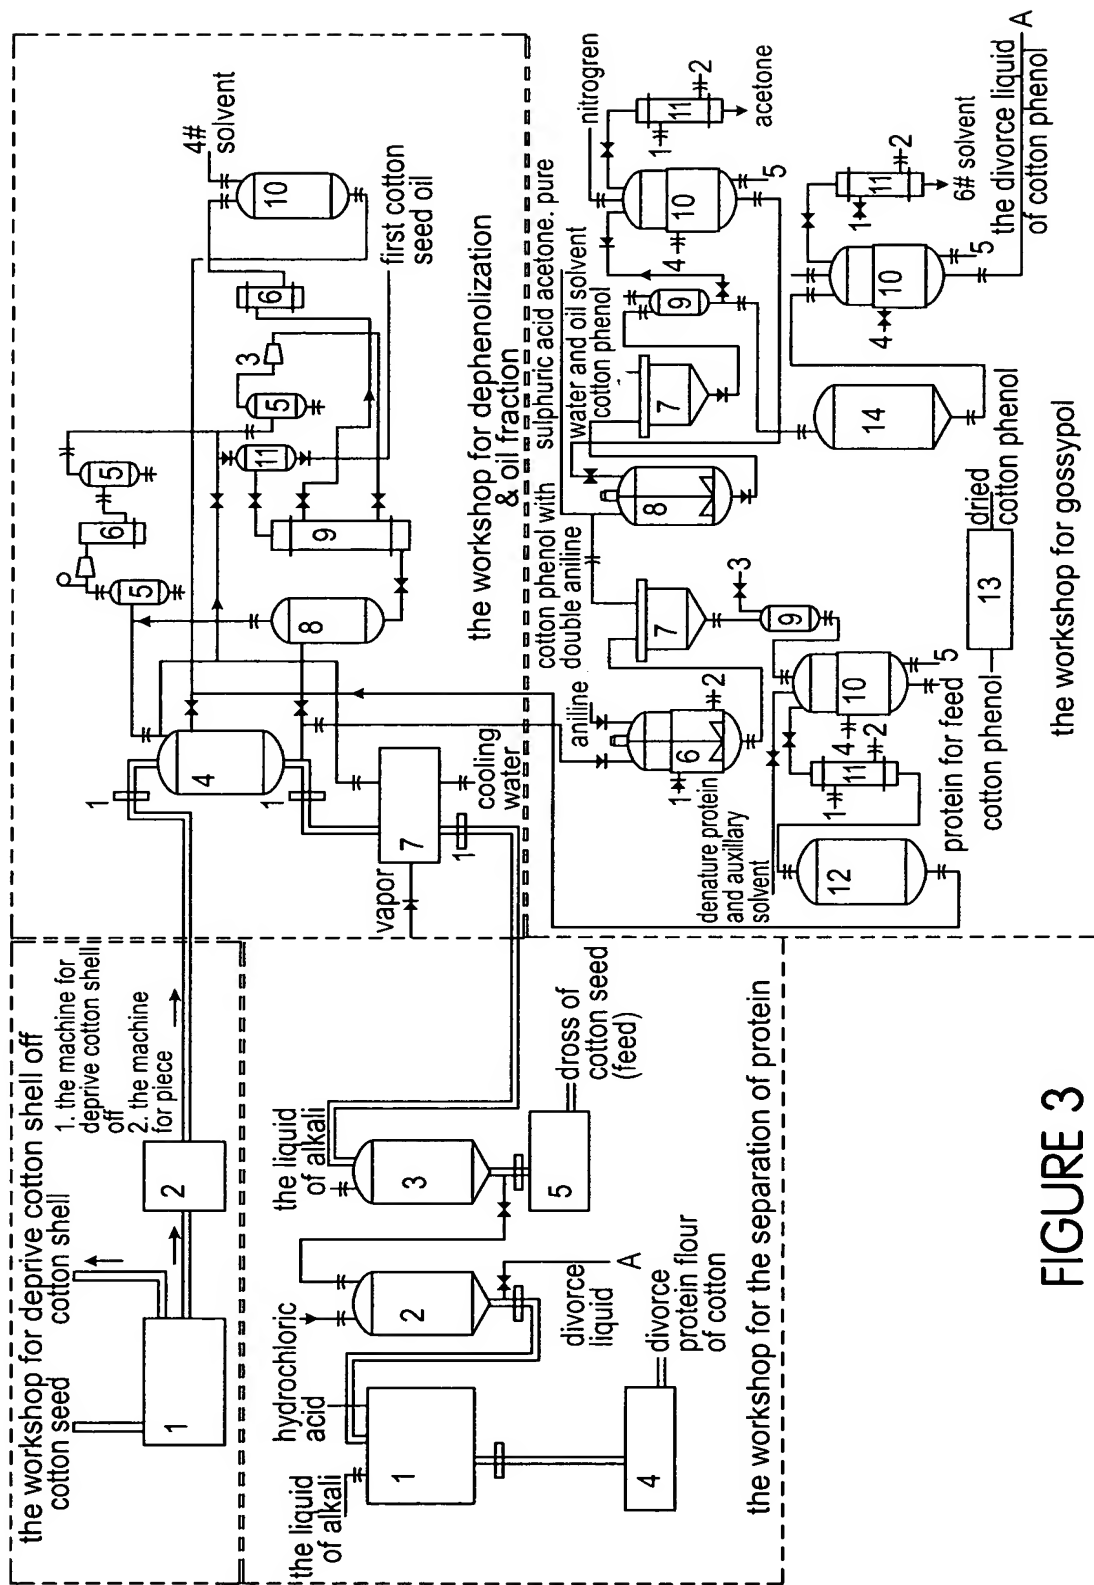 the workshop for deprive cotton shell off
cotton seed
cotton shell
1. the machine for
deprive cotton shell
off
2. the machine
for piece
1
2
the liquid
of alkali
hydrochloric
acid
the liquid
of alkali
1
2
3
4
5
divorce
liquid
A
divorce
protein flour
of cotton
dross of
cotton seed
(feed)
the workshop for the separation of protein
1
4
1
5
6
5
5
3
11
6
10
4#
solvent
8
9
7
1
vapor
cooling
water
first cotton
seed oil
the workshop for dephenolization
& oil fraction
cotton phenol with
double aniline
sulphuric acid acetone. pure
water and oil solvent
cotton phenol
nitrogren
aniline
1
6
2
7
9
3
8
7
9
4
10
5
1
11
2
acetone
denature protein
and auxillary
solvent
12
1
11
2
4
10
5
protein for feed
cotton phenol
13
dried
cotton phenol
14
4
10
5
1
11
2
6# solvent
the divorce liquid
of cotton phenol
A
the workshop for gossypol
FIGURE 3